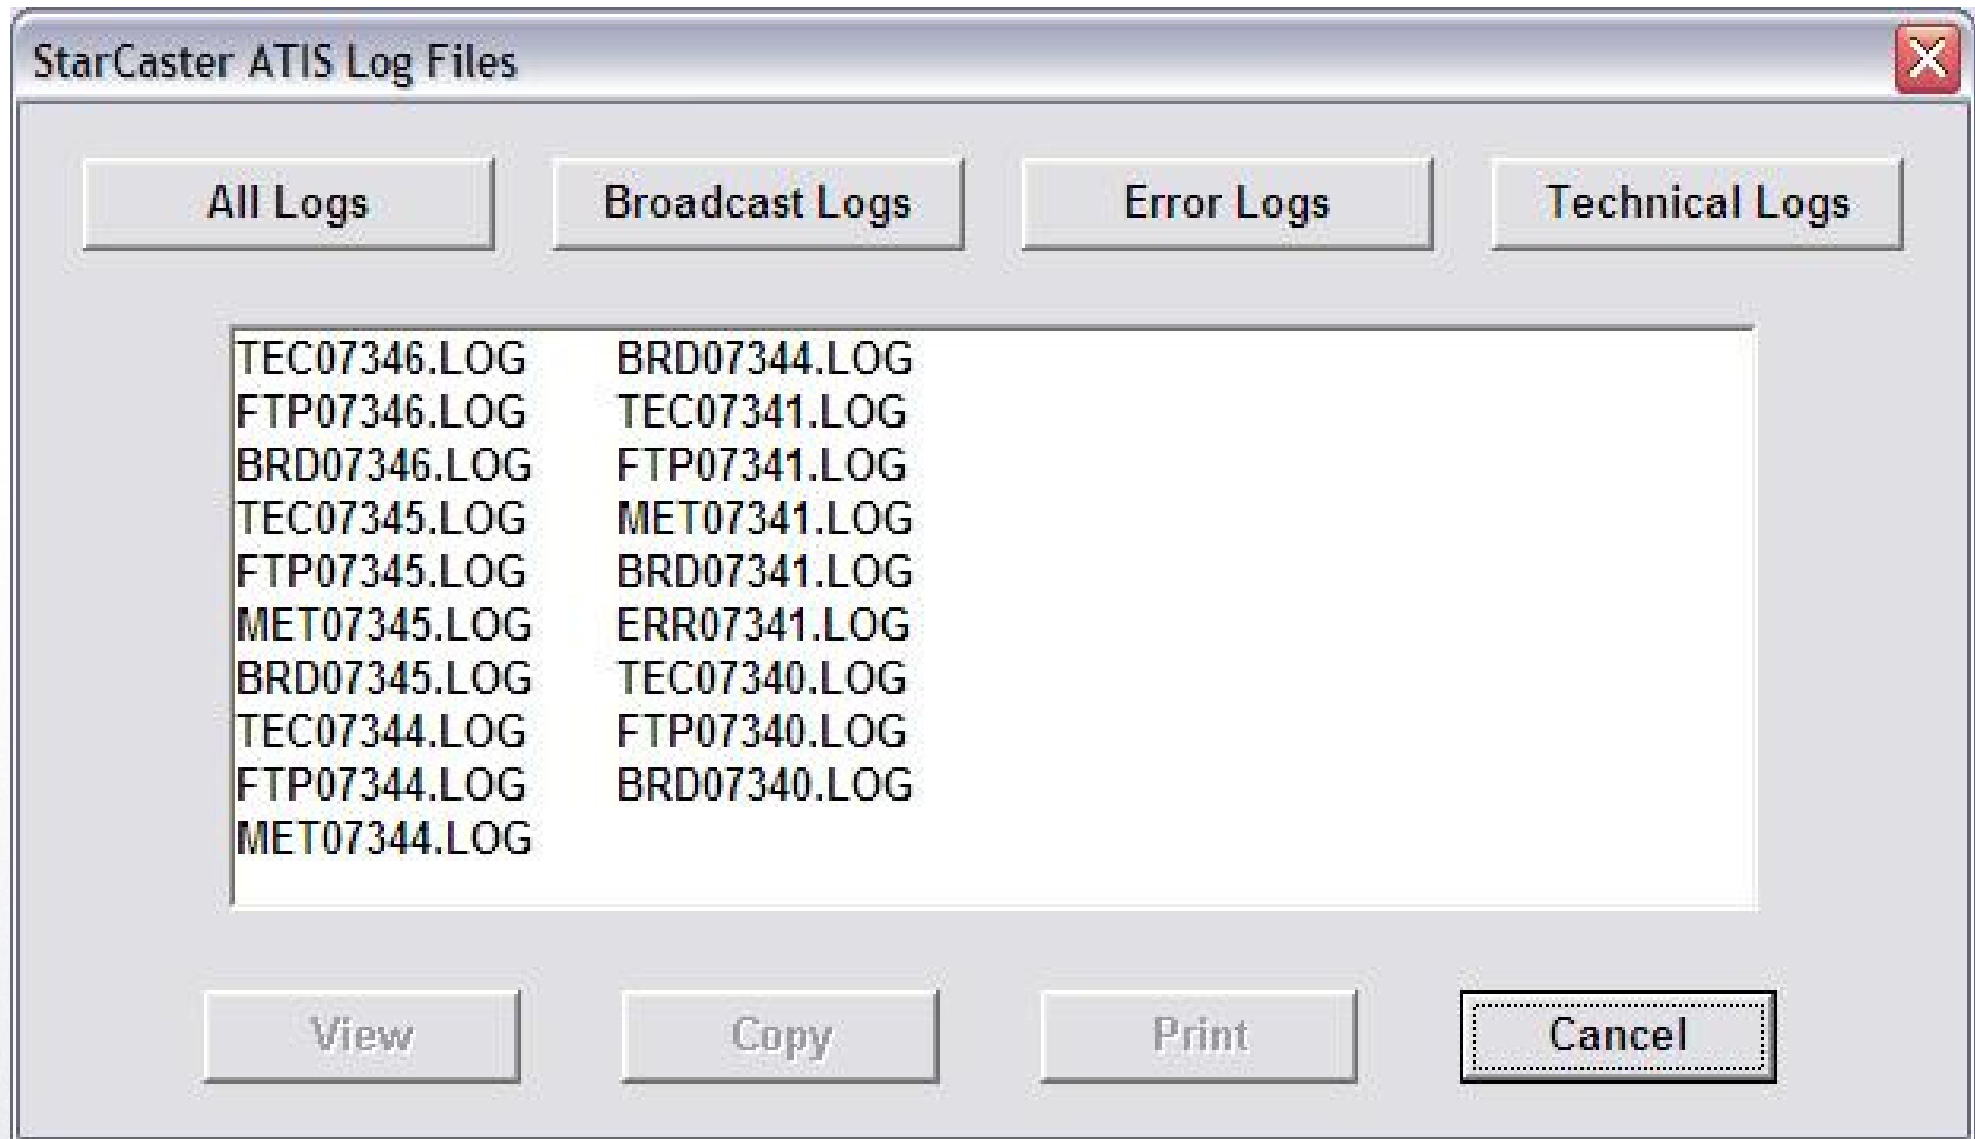 StarCaster ATIS Log Files
All Logs Broadcast Logs Error Logs Technical Logs
TEC07346.LOG BRD07344.LOG
FTP07346.LOG TEC07341.LOG
BRD07346.LOG FTP07341.LOG
TEC07345.LOG MET07341.LOG
FTP07345.LOG BRD07341.LOG
MET07345.LOG ERR07341.LOG
BRD07345.LOG TEC07340.LOG
TEC07344.LOG FTP07340.LOG
FTP07344.LOG BRD07340.LOG
MET07344.LOG
View Copy Print Cancel